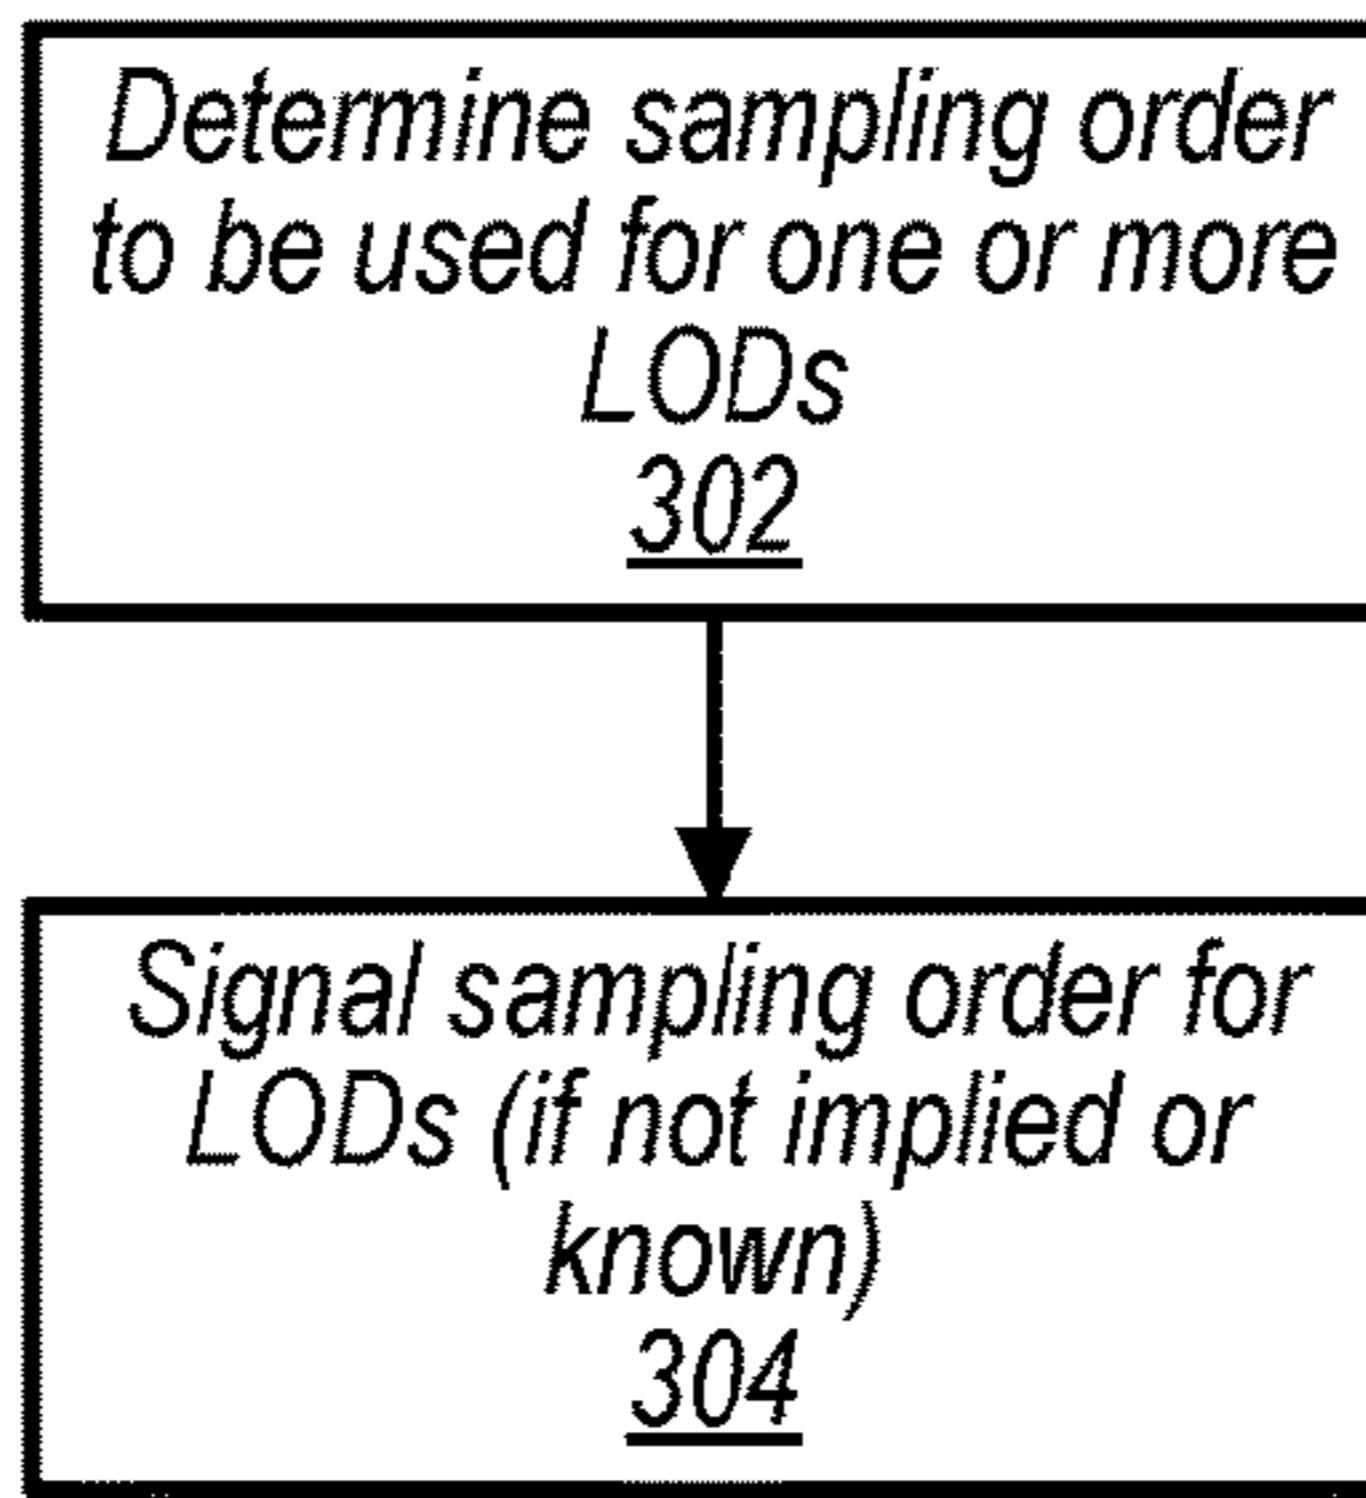 Determine sampling order
to be used for one or more
LODs
302
Signal sampling order for
LODs (if not implied or
known)
304